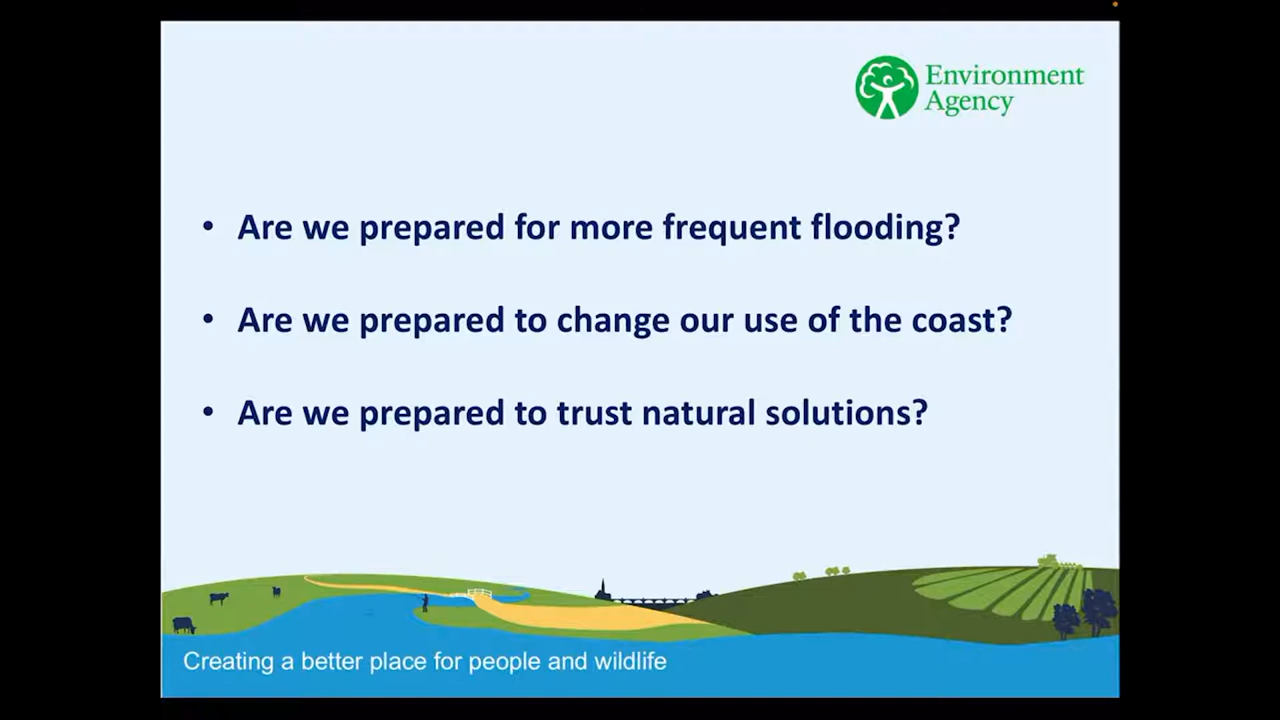 Environment
Agency
• Are we prepared for more frequent flooding?
• Are we prepared to change our use of the coast?
• Are we prepared to trust natural solutions?
Creating a better place for people and wildlife